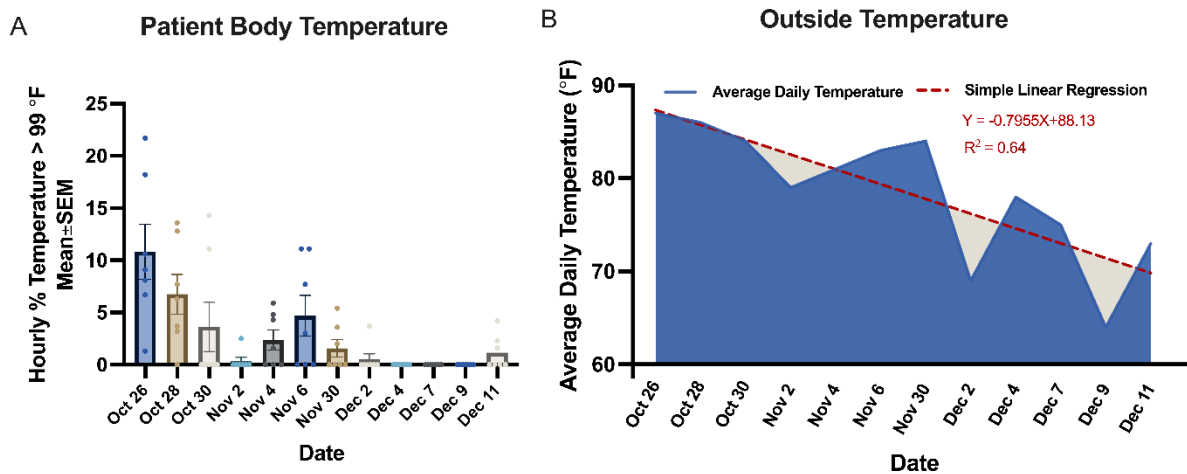 A
Patient Body Temperature
Hourly % Temperature > 99 °F
Mean±SEM
25
20
15
10
5
0
Oct 26
Oct 28
Oct 30
Nov 2
Nov 4
Nov 6
Nov 30
Dec 2
Dec 4
Dec 7
Dec 9
Dec 11
Date
B
Outside Temperature
Average Daily Temperature (°F)
90
80
70
60
Average Daily Temperature
Simple Linear Regression
Y = -0.7955X+88.13
R² = 0.64
Oct 26
Oct 28
Oct 30
Nov 2
Nov 4
Nov 6
Nov 30
Dec 2
Dec 4
Dec 7
Dec 9
Dec 11
Date